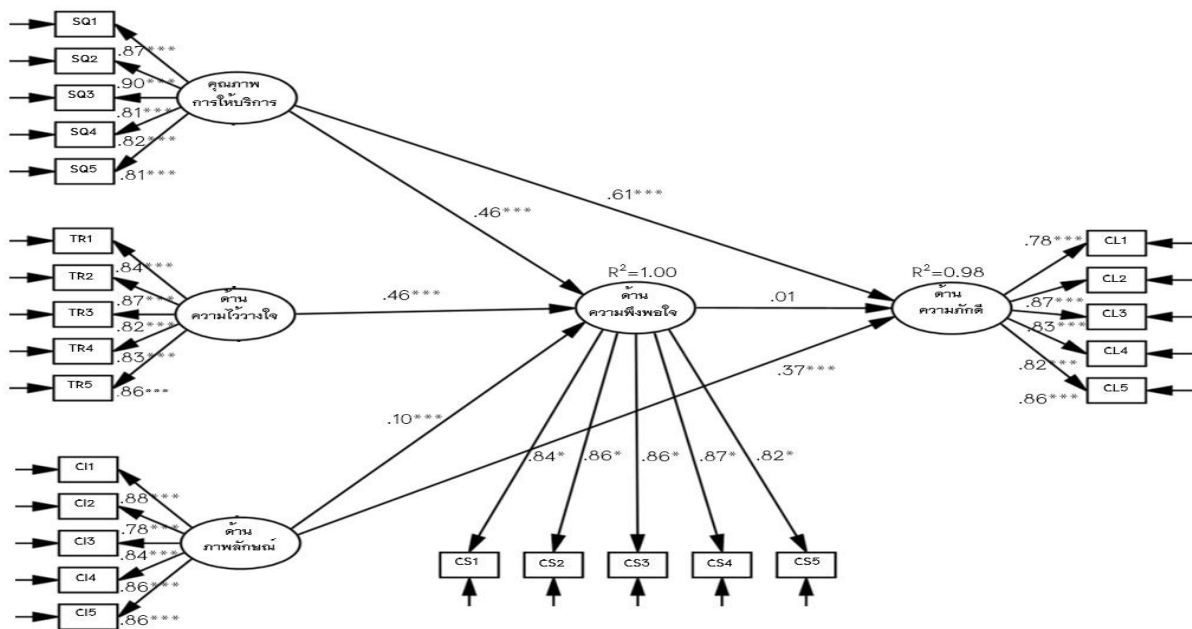 SQ1
.87***
SQ2
.90***
SQ3
.81***
SQ4
.82***
SQ5
.81***
คุณภาพ
การให้บริการ
.61***
.46***
TR1
.84***
TR2
.87***
TR3
.82***
TR4
.83***
TR5
.86***
ด้าน
ความไว้วางใจ
.46***
R²=1.00
ด้าน
ความพึงพอใจ
.01
R²=0.98
ด้าน
ความภักดี
.78***
CL1
CL2
.87***
CL3
.83***
CL4
.82***
CL5
.86***
.37***
.10***
CI1
.88***
CI2
.78***
CI3
.84***
CI4
.86***
CI5
.86***
ด้าน
ภาพลักษณ์
.84*
.86*
.86*
.87*
.82*
CS1
CS2
CS3
CS4
CS5